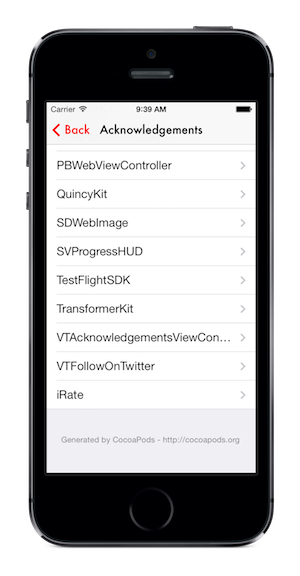 Carrier 9:39 AM
Back Acknowledgements
PBWebViewController
QuincyKit
SDWebImage
SVProgressHUD
TestFlightSDK
TransformerKit
VTAcknowledgementsViewCon...
VTFollowOnTwitter
iRate
Generated by CocoaPods - http://cocoapods.org